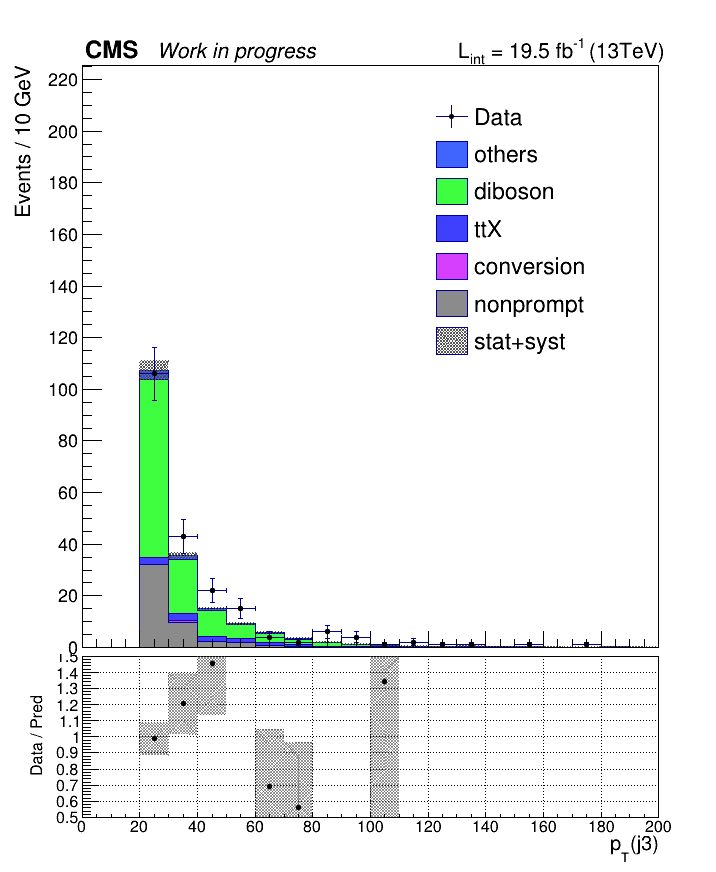 CMS Work in progress L_int = 19.5 fb^-1 (13TeV)
Events / 10 GeV
220
200
180
160
140
120
100
80
60
40
20
0
Data
others
diboson
ttX
conversion
nonprompt
stat+syst
Data / Pred
1.5
1.4
1.3
1.2
1.1
1
0.9
0.8
0.7
0.6
0.5
0 20 40 60 80 100 120 140 160 180 200
p_T(j3)